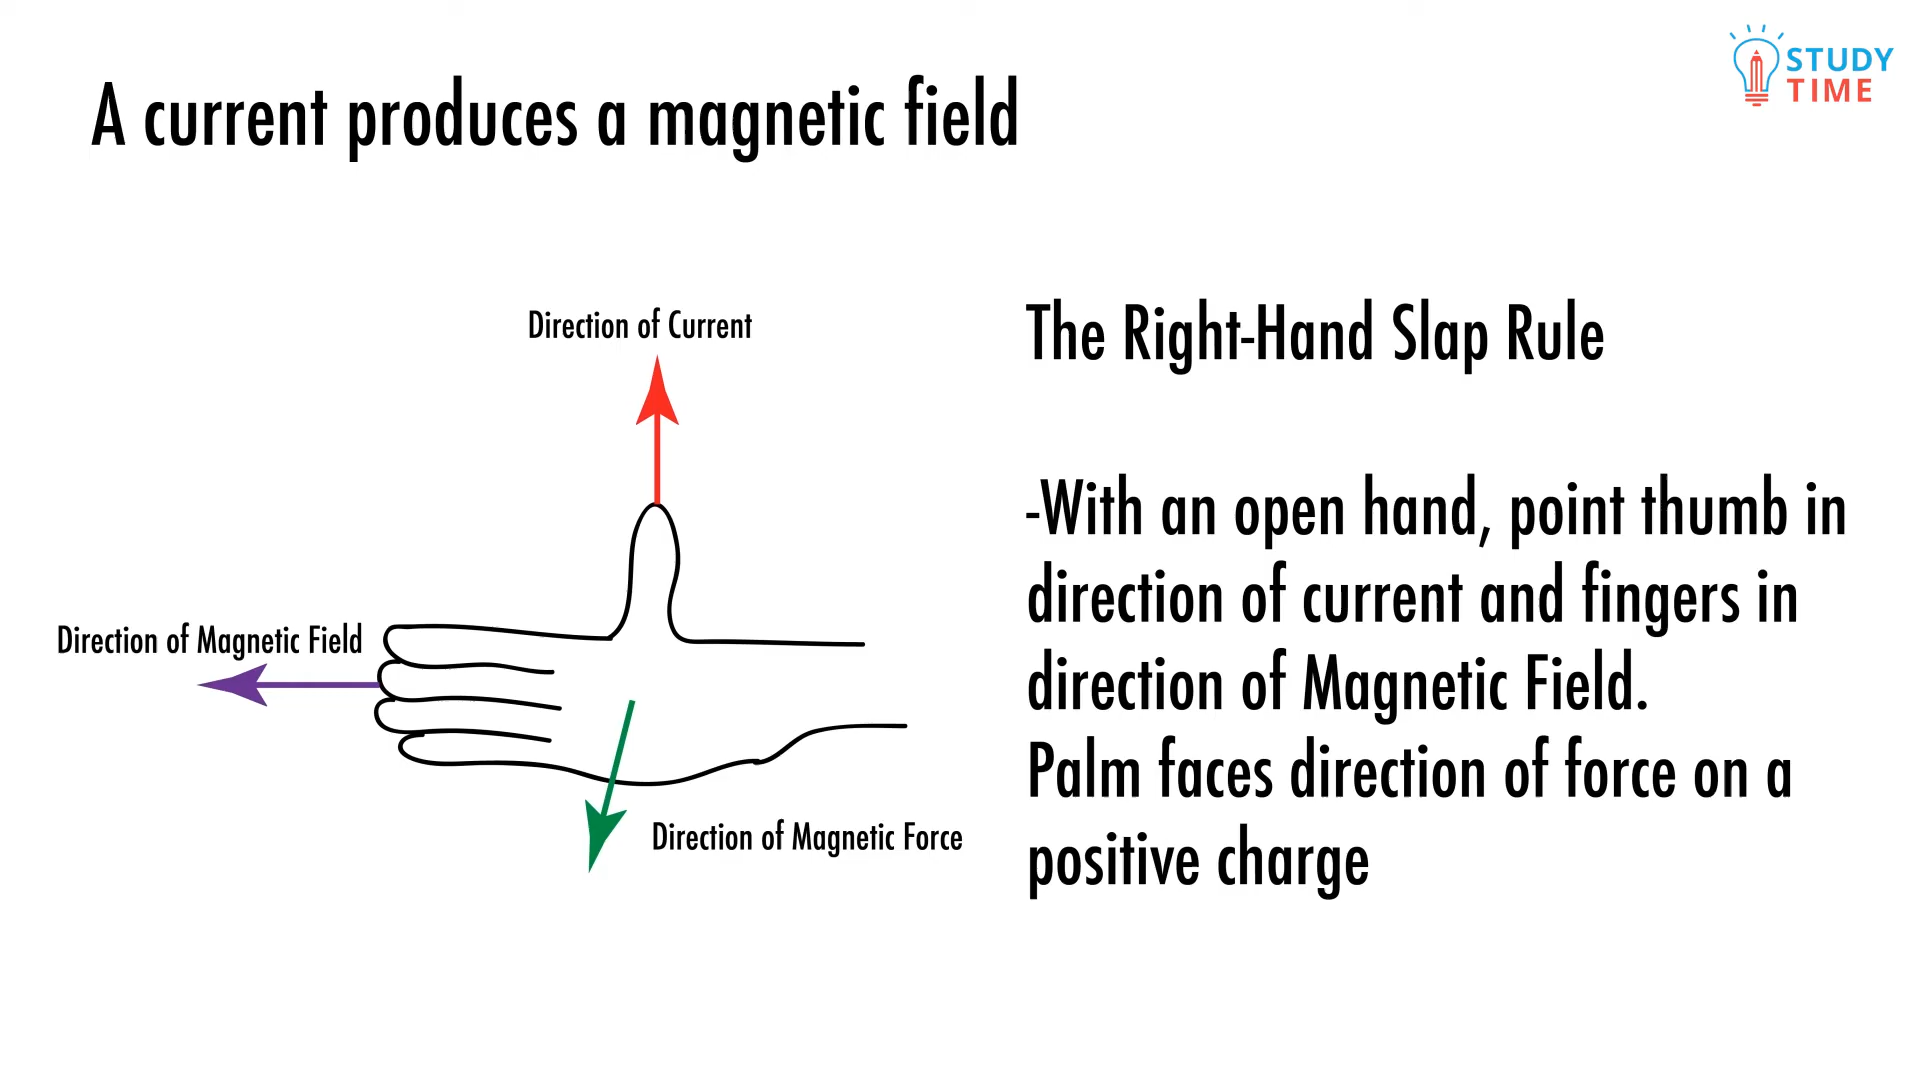 STUDY
TIME
A current produces a magnetic field
Direction of Current
The Right-Hand Slap Rule
-With an open hand, point thumb in
direction of current and fingers in
direction of Magnetic Field.
Palm faces direction of force on a
positive charge
Direction of Magnetic Field
Direction of Magnetic Force